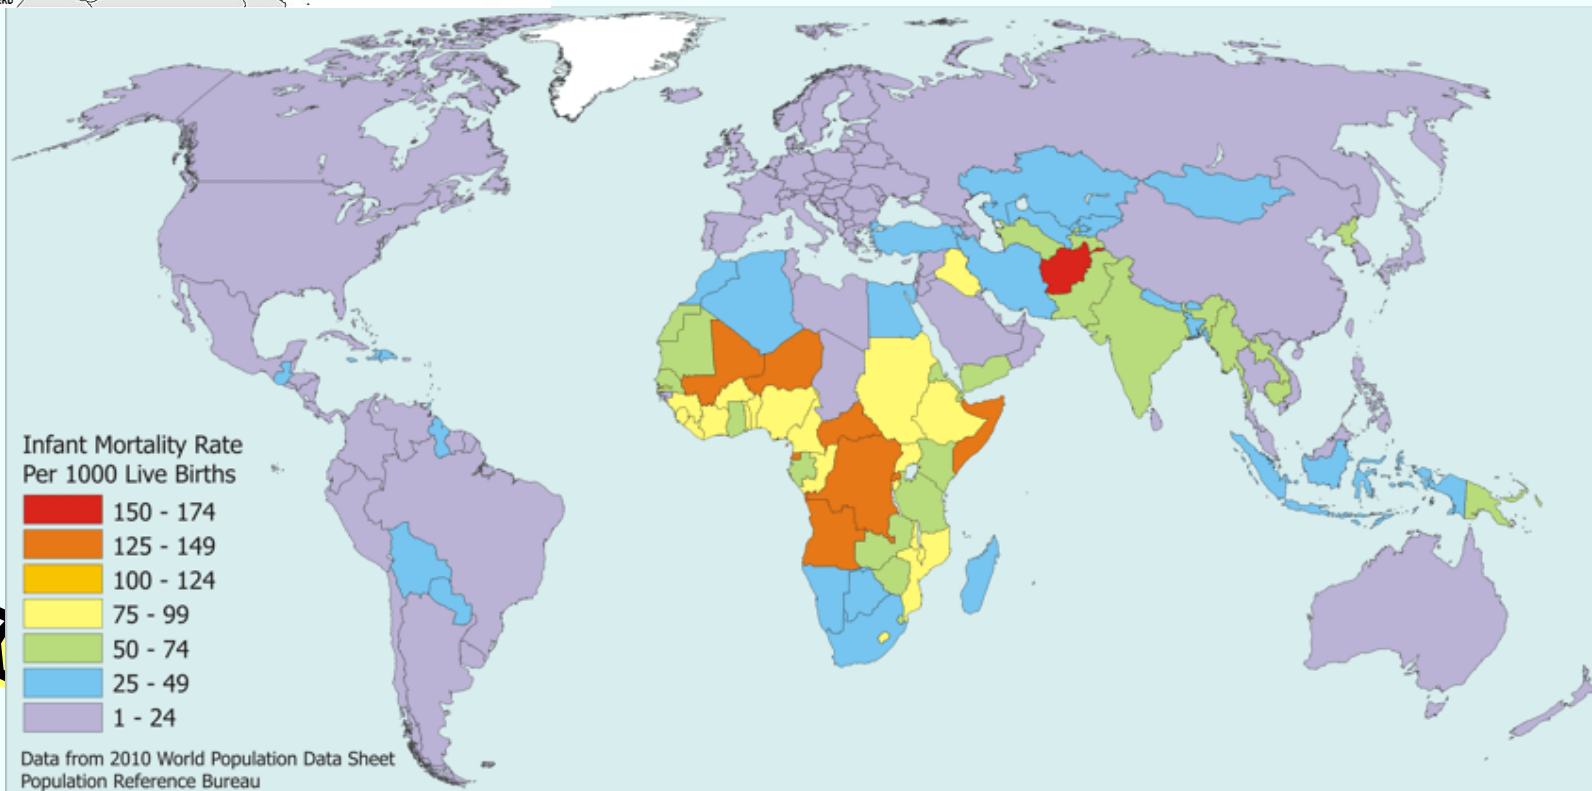 Infant Mortality Rate
Per 1000 Live Births
150 - 174
125 - 149
100 - 124
75 - 99
50 - 74
25 - 49
1 - 24
Data from 2010 World Population Data Sheet
Population Reference Bureau